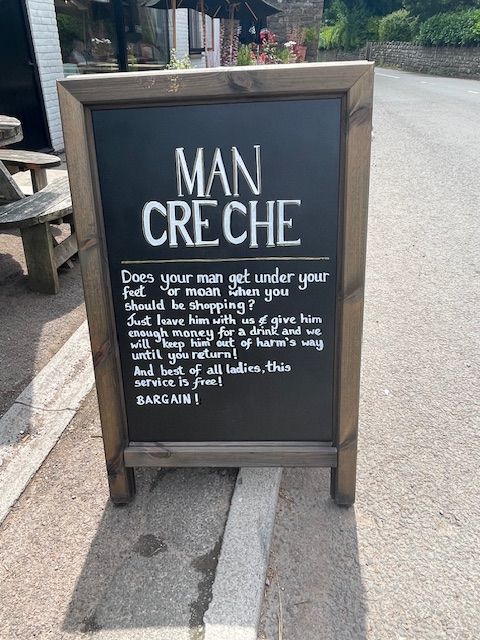 MAN
CRECHE
Does your man get under your
feet or moan when you
should be shopping?
Just leave him with us & give him
enough money for a drink and we
will keep him out of harm's way
until you return!
And best of all ladies, this
service is free!
BARGAIN!